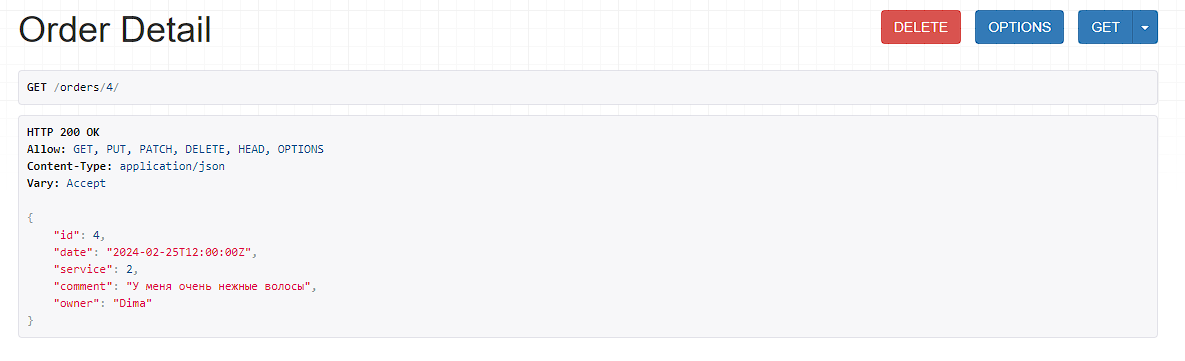 Order Detail
DELETE
OPTIONS
GET
GET /orders/4/
HTTP 200 OK
Allow: GET, PUT, PATCH, DELETE, HEAD, OPTIONS
Content-Type: application/json
Vary: Accept
{
    "id": 4,
    "date": "2024-02-25T12:00:00Z",
    "service": 2,
    "comment": "У меня очень нежные волосы",
    "owner": "Dima"
}